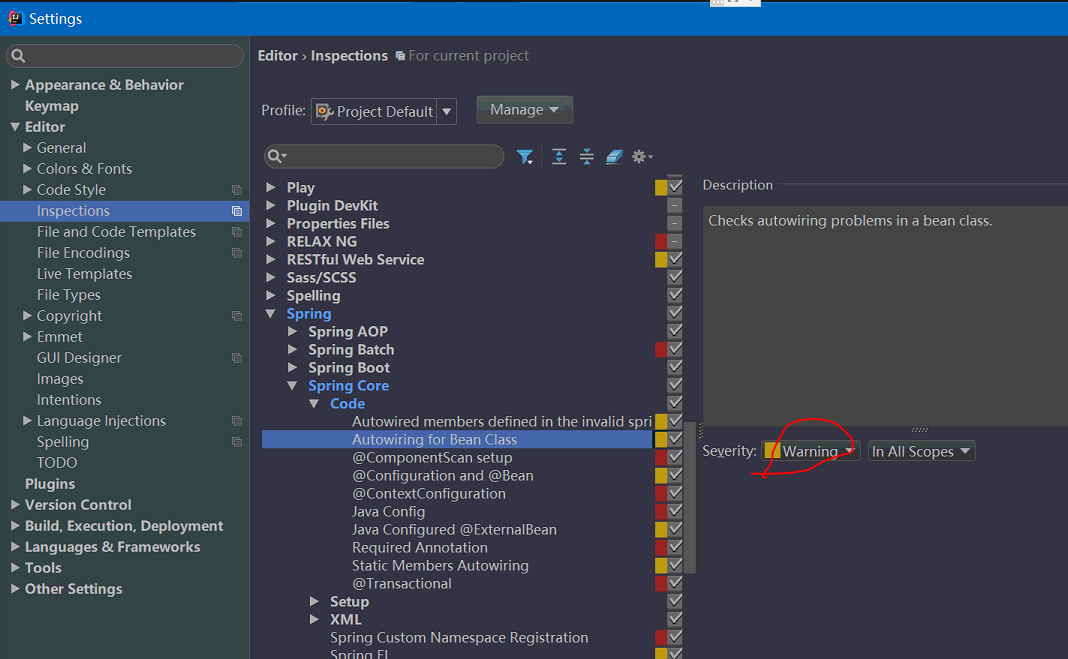 Settings
Appearance & Behavior
Keymap
Editor
General
Colors & Fonts
Code Style
Inspections
File and Code Templates
File Encodings
Live Templates
File Types
Copyright
Emmet
GUI Designer
Images
Intentions
Language Injections
Spelling
TODO
Plugins
Version Control
Build, Execution, Deployment
Languages & Frameworks
Tools
Other Settings
Editor › Inspections For current project
Profile: Project Default Manage
Play
Plugin DevKit
Properties Files
RELAX NG
RESTful Web Service
Sass/SCSS
Spelling
Spring
Spring AOP
Spring Batch
Spring Boot
Spring Core
Code
Autowired members defined in the invalid spri
Autowiring for Bean Class
@ComponentScan setup
@Configuration and @Bean
@ContextConfiguration
Java Config
Java Configured @ExternalBean
Required Annotation
Static Members Autowiring
@Transactional
Setup
XML
Spring Custom Namespace Registration
Spring EL
Description
Checks autowiring problems in a bean class.
Severity: Warning In All Scopes